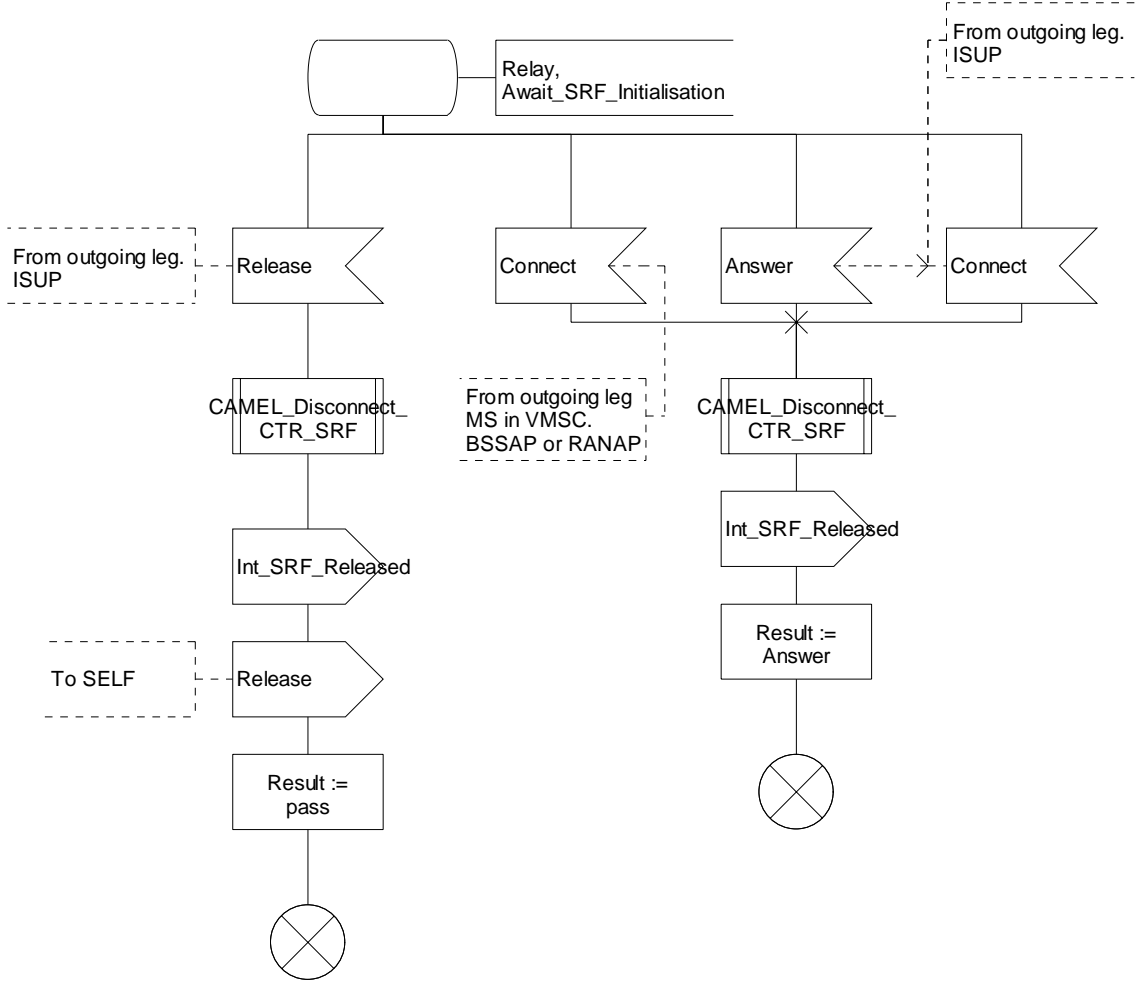 From outgoing leg.
ISUP
Relay,
Await_SRF_Initialisation
From outgoing leg.
ISUP
Release
Connect
Answer
Connect
CAMEL_Disconnect_
CTR_SRF
From outgoing leg
MS in VMSC.
BSSAP or RANAP
CAMEL_Disconnect_
CTR_SRF
Int_SRF_Released
Int_SRF_Released
Result :=
Answer
To SELF
Release
Result :=
pass